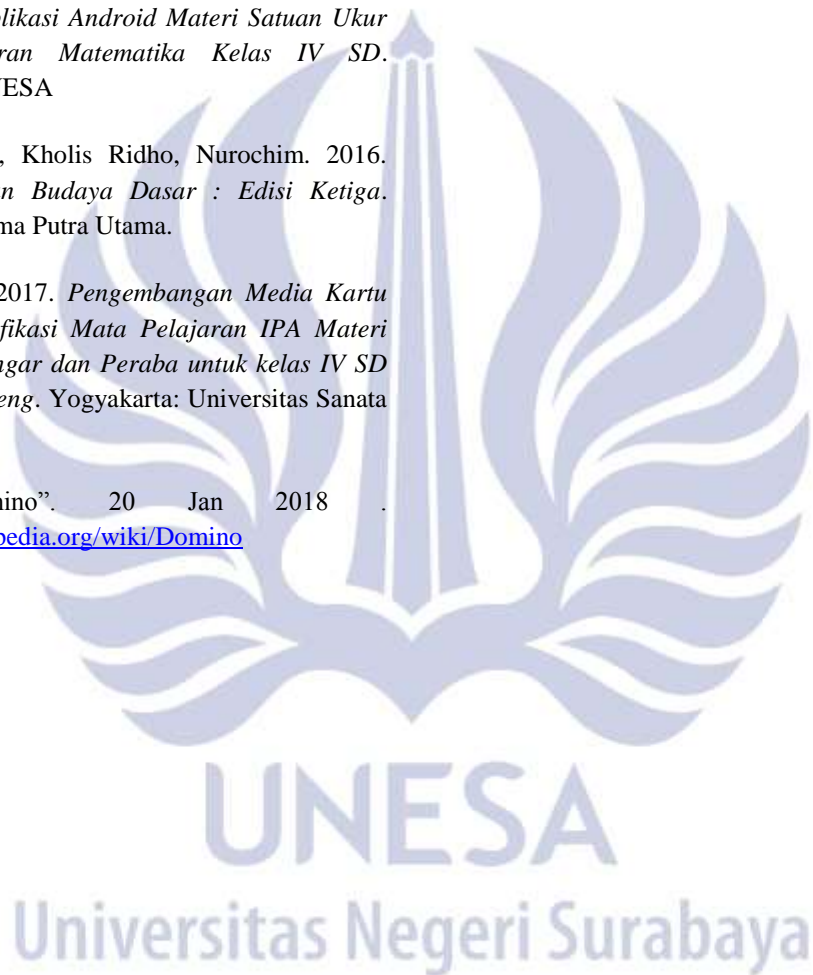 likasi Android Materi Satuan Ukur
ran Matematika Kelas IV SD.
ESA
, Kholis Ridho, Nurochim. 2016.
n Budaya Dasar : Edisi Ketiga.
ma Putra Utama.
2017. Pengembangan Media Kartu
fikasi Mata Pelajaran IPA Materi
ngar dan Peraba untuk kelas IV SD
eng. Yogyakarta: Universitas Sanata
ino”. 20 Jan 2018 .
pedia.org/wiki/Domino
UNESA
Universitas Negeri Surabaya